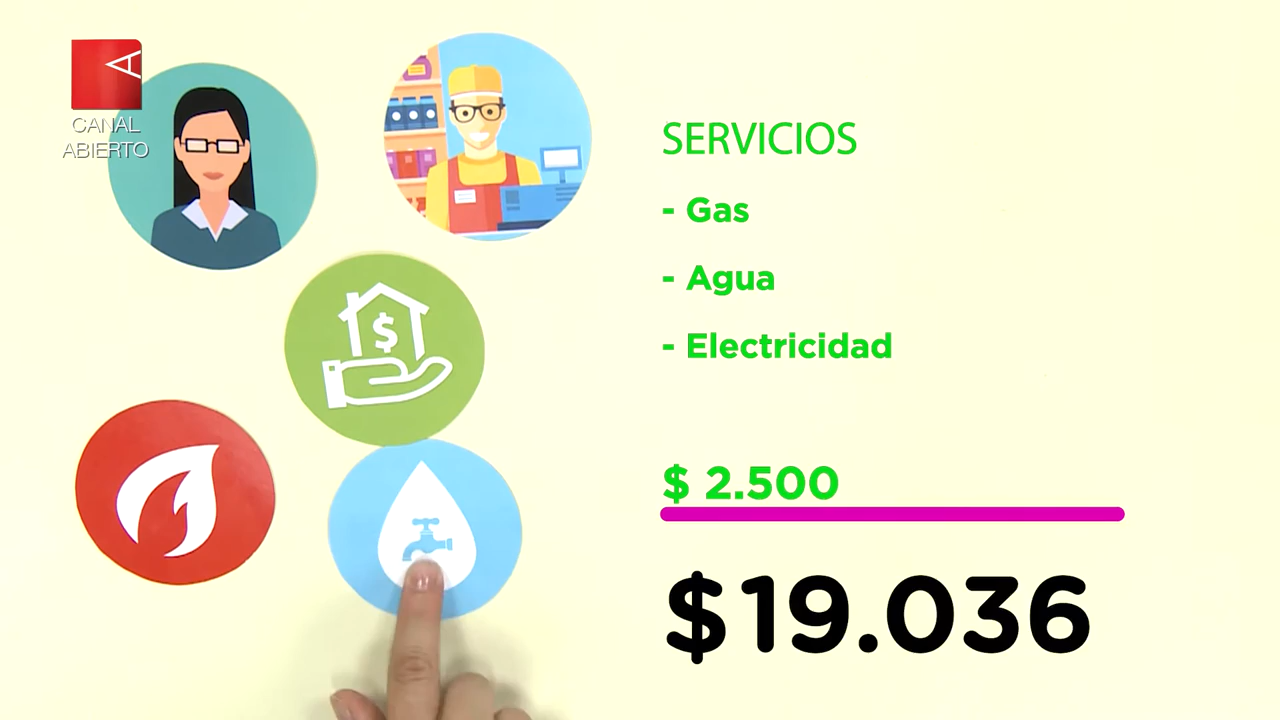 CANAL
ABIERTO
SERVICIOS
- Gas
- Agua
- Electricidad
$ 2.500
$19.036
$